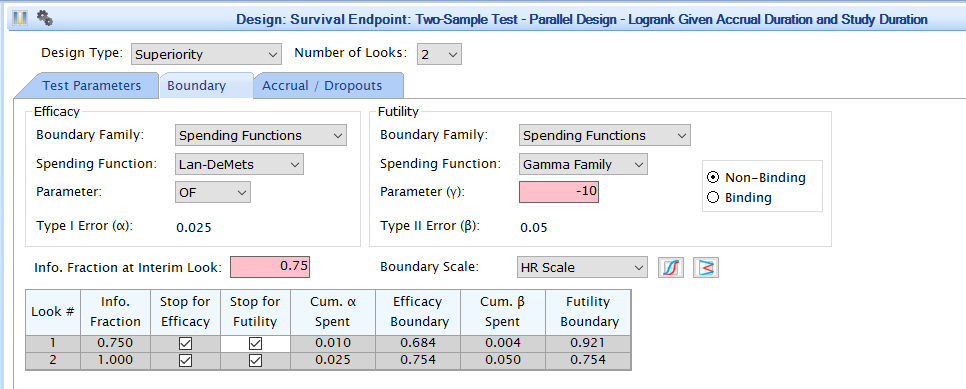 Design: Survival Endpoint: Two-Sample Test - Parallel Design - Logrank Given Accrual Duration and Study Duration
Design Type: Superiority Number of Looks: 2
Test Parameters Boundary Accrual / Dropouts
Efficacy Futility
Boundary Family: Spending Functions Boundary Family: Spending Functions
Spending Function: Lan-DeMets Spending Function: Gamma Family
Parameter: OF Parameter (γ): -10
Non-Binding
Binding
Type I Error (α): 0.025 Type II Error (β): 0.05
Info. Fraction at Interim Look: 0.75 Boundary Scale: HR Scale
Look # Info. Fraction Stop for Efficacy Stop for Futility Cum. α Spent Efficacy Boundary Cum. β Spent Futility Boundary
1 0.750 0.010 0.684 0.004 0.921
2 1.000 0.025 0.754 0.050 0.754